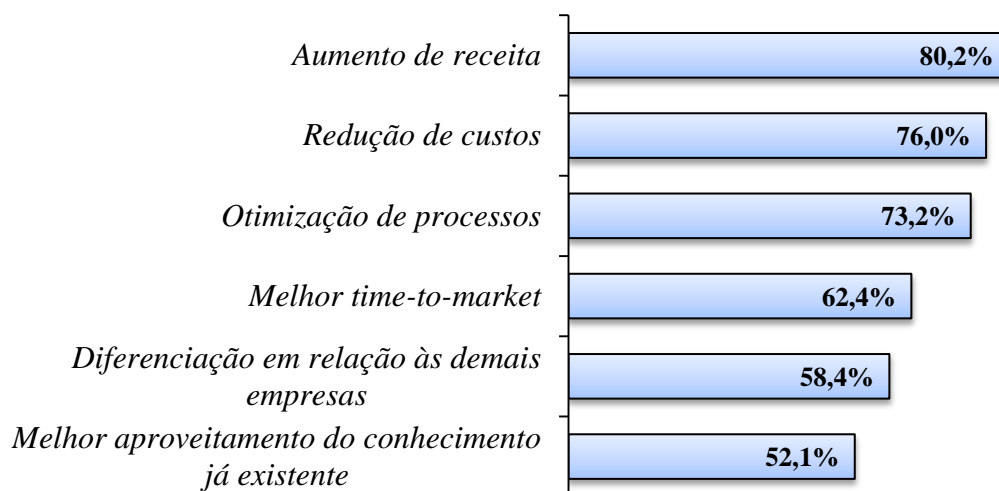 Aumento de receita 80,2%
Redução de custos 76,0%
Otimização de processos 73,2%
Melhor time-to-market 62,4%
Diferenciação em relação às demais
empresas 58,4%
Melhor aproveitamento do conhecimento
já existente 52,1%